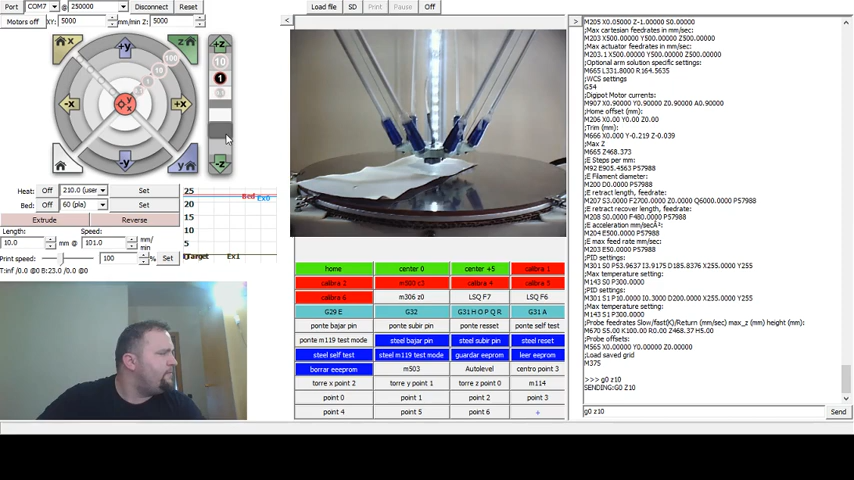 Port COM7 @ 250000 Disconnect Reset
Motors off XY: 5000 mm/min Z: 5000
Load file SD Print Pause Off
x +y z +z
100
10
1
-x y x +x
-y y -z
Heat: Off 210.0 (user Set
Bed: Off 60 (pla) Set
Extrude Reverse
Length: Speed:
10.0 mm @ 101.0 mm/min
Print speed: 100 % Set
T:inf /0.0 @0 B:23.0 /0.0 @0
25
20
15
10
5
Bed Ex0
Target Ex1
home center 0 center +5 calibra 1
calibra 2 m500 c3 calibra 4 calibra 5
calibra 6 m306 z0 LSQ F7 LSQ F6
G29 E G32 G31 H O P Q R G31 A
ponte bajar pin ponte subir pin ponte resset ponte self test
ponte m119 test mode steel bajar pin steel subir pin steel reset
steel self test steel m119 test mode guardar eeprom leer eeprom
borrar eeeprom m503 Autolevel centro point 3
torre x point 2 torre y point 1 torre z point 0 m114
point 0 point 1 point 2 point 3
point 4 point 5 point 6 +
M205 X0.05000 Z-1.00000 S0.00000
;Max cartesian feedrates in mm/sec:
M203 X500.00000 Y500.00000 Z500.00000
;Max actuator feedrates in mm/sec:
M203.1 X500.00000 Y500.00000 Z500.00000
;Optional arm solution specific settings:
M665 L331.8000 R164.5635
;WCS settings
G54
;Digipot Motor currents:
M907 X0.90000 Y0.90000 Z0.90000 A0.90000
;Home offset (mm):
M206 X0.00 Y0.00 Z0.00
;Trim (mm):
M666 X0.000 Y-0.219 Z-0.039
;Max Z
M665 Z468.373
;E Steps per mm:
M92 E905.4563 P57988
;E Filament diameter:
M200 D0.0000 P57988
;E retract length, feedrate:
M207 S3.0000 F2700.0000 Z0.0000 Q6000.0000 P57988
;E retract recover length, feedrate:
M208 S0.0000 F480.0000 P57988
;E acceleration mm/secÂ²:
M204 E500.0000 P57988
;E max feed rate mm/sec:
M203 E50.0000 P57988
;PID settings:
M301 S0 P53.9637 I3.9175 D185.8376 X255.0000 Y255
;Max temperature setting:
M143 S0 P300.0000
;PID settings:
M301 S1 P10.0000 I0.3000 D200.0000 X255.0000 Y255
;Max temperature setting:
M143 S1 P300.0000
;Probe feedrates Slow/fast(K)/Return (mm/sec) max_z (mm) height (mm):
M670 S5.00 K100.00 R0.00 Z468.37 H5.00
;Probe offsets:
M565 X0.00000 Y0.00000 Z0.00000
;Load saved grid
M375
>>> g0 z10
SENDING:G0 Z10
g0 z10 Send